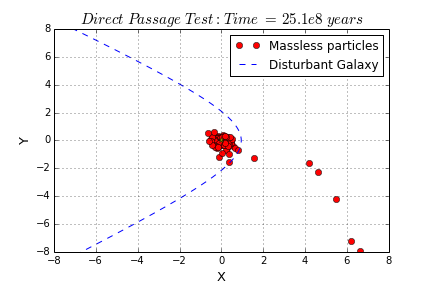 Direct Passage Test : Time = 25.1e8 years
Massless particles
Disturbant Galaxy
Y
8
6
4
2
0
−2
−4
−6
−8
−8 −6 −4 −2 0 2 4 6 8
X